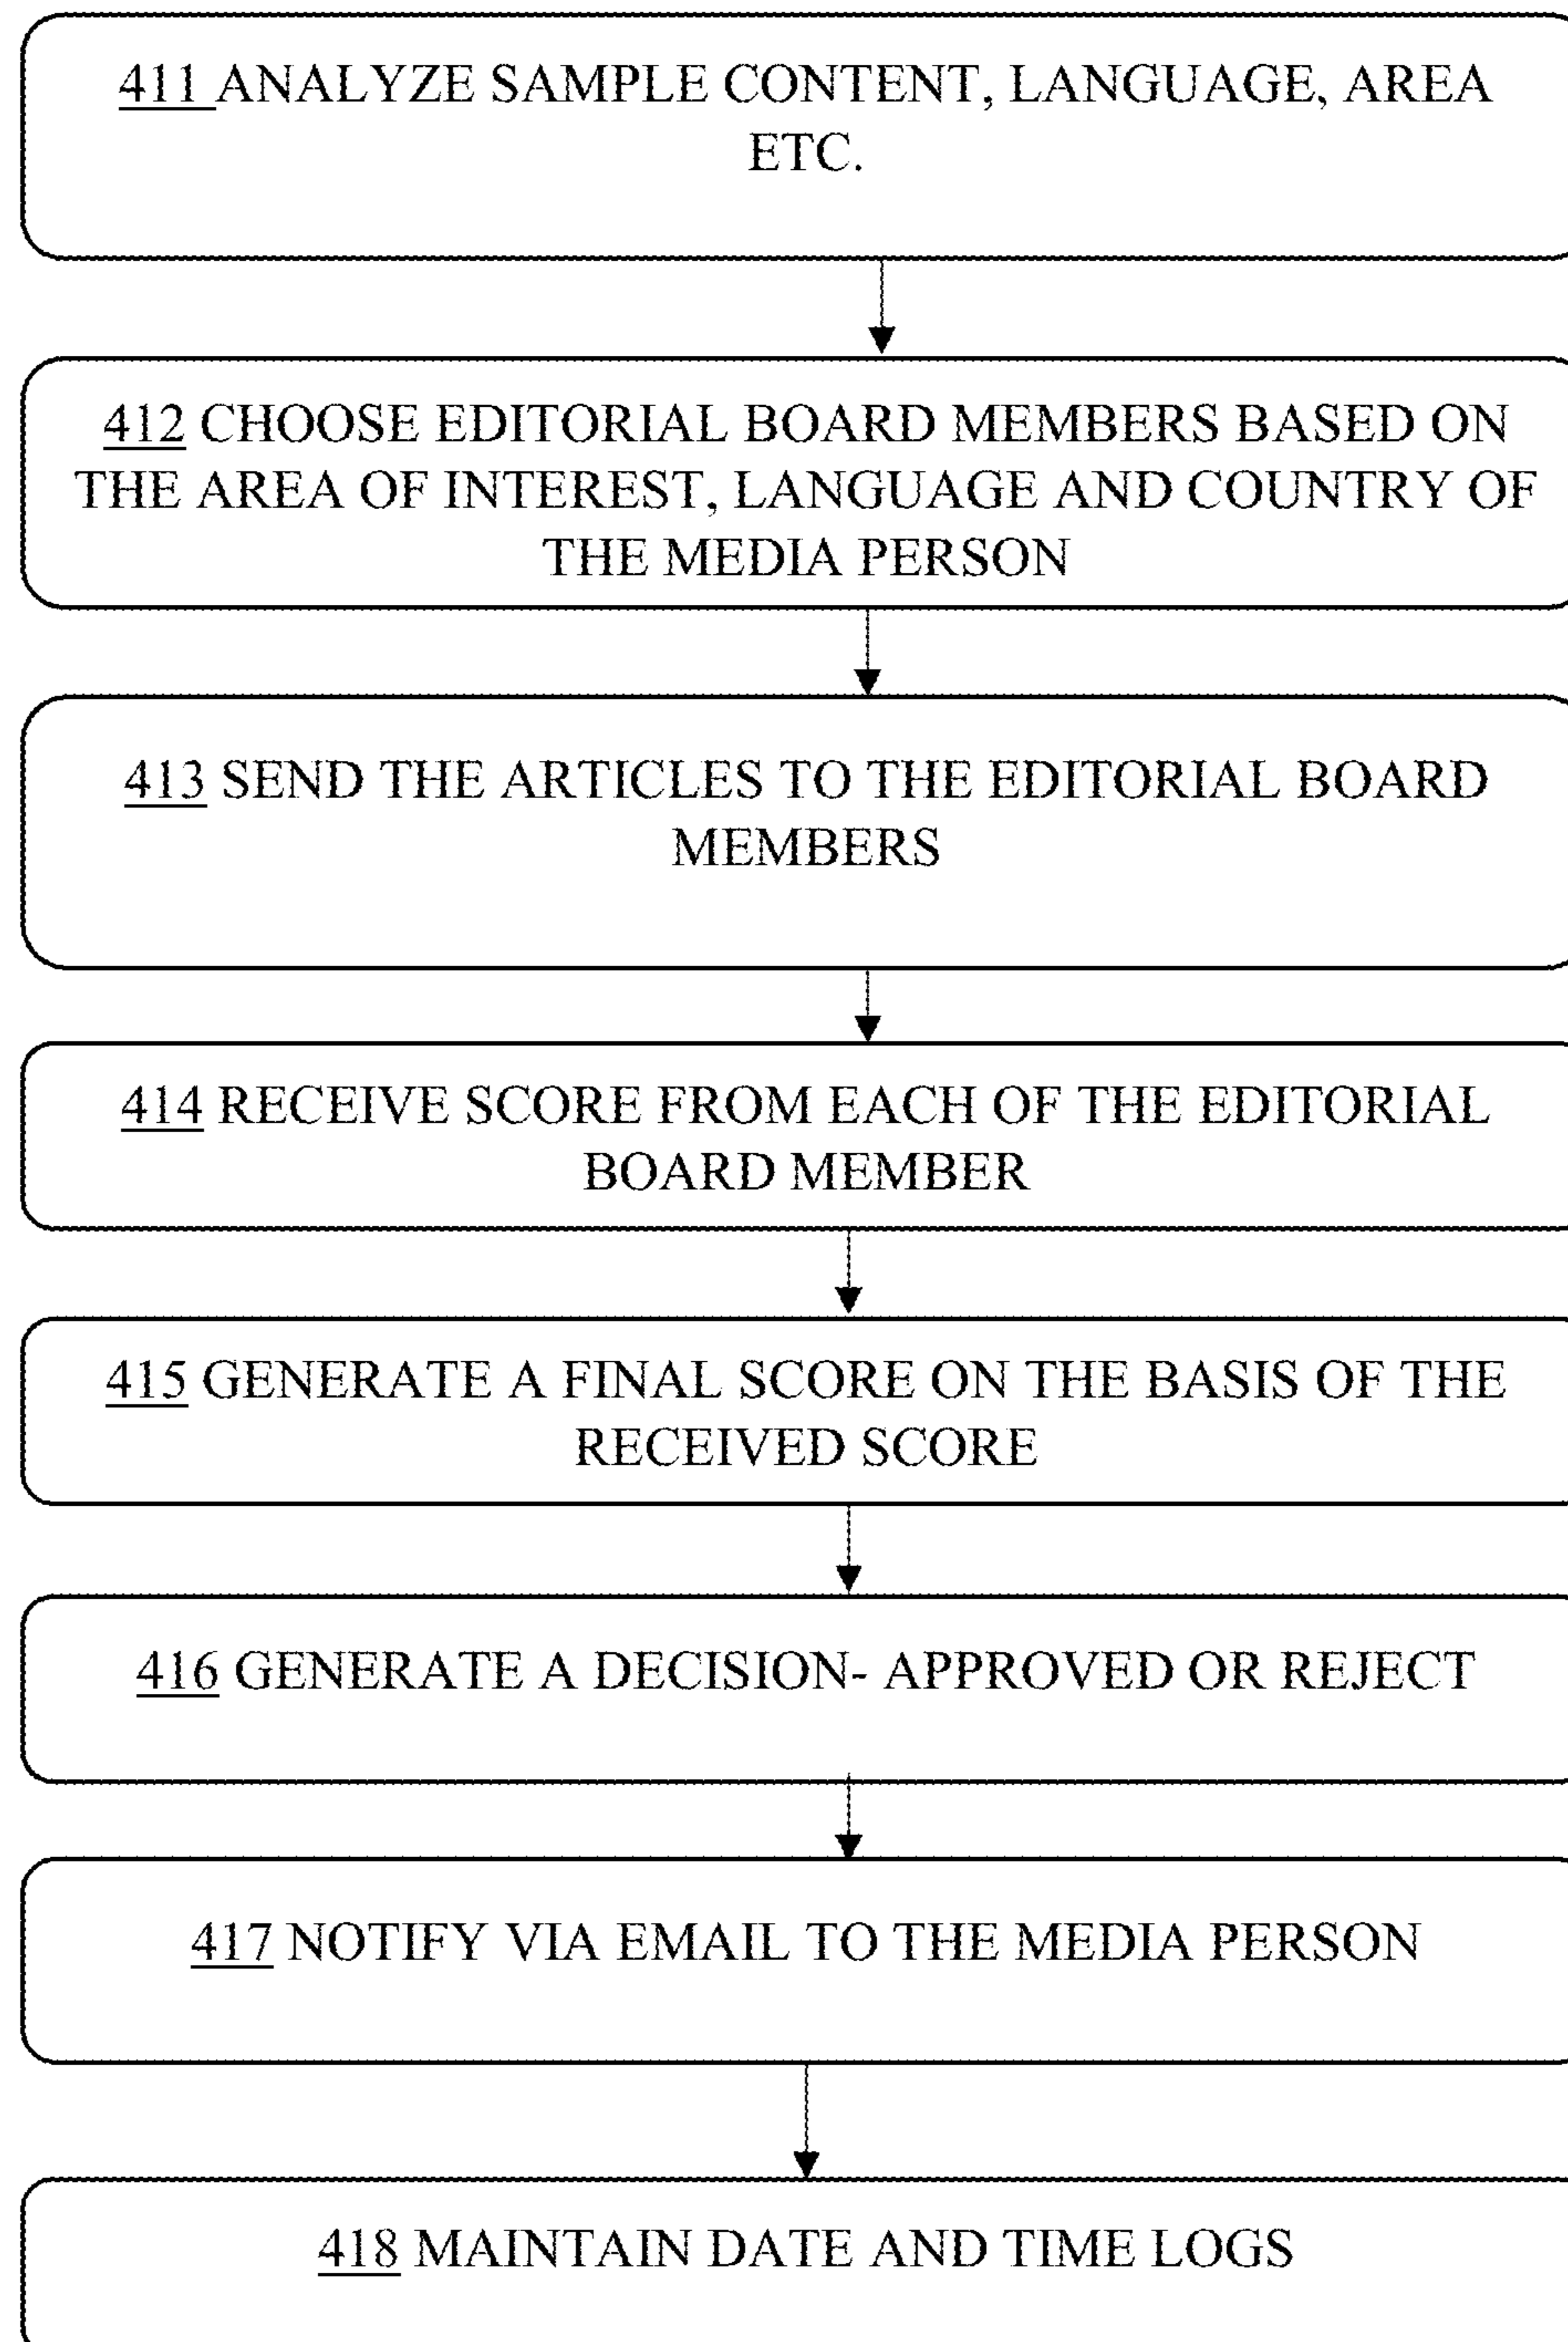 411 ANALYZE SAMPLE CONTENT, LANGUAGE, AREA
ETC.
412 CHOOSE EDITORIAL BOARD MEMBERS BASED ON
THE AREA OF INTEREST, LANGUAGE AND COUNTRY OF
THE MEDIA PERSON
413 SEND THE ARTICLES TO THE EDITORIAL BOARD
MEMBERS
414 RECEIVE SCORE FROM EACH OF THE EDITORIAL
BOARD MEMBER
415 GENERATE A FINAL SCORE ON THE BASIS OF THE
RECEIVED SCORE
416 GENERATE A DECISION- APPROVED OR REJECT
417 NOTIFY VIA EMAIL TO THE MEDIA PERSON
418 MAINTAIN DATE AND TIME LOGS